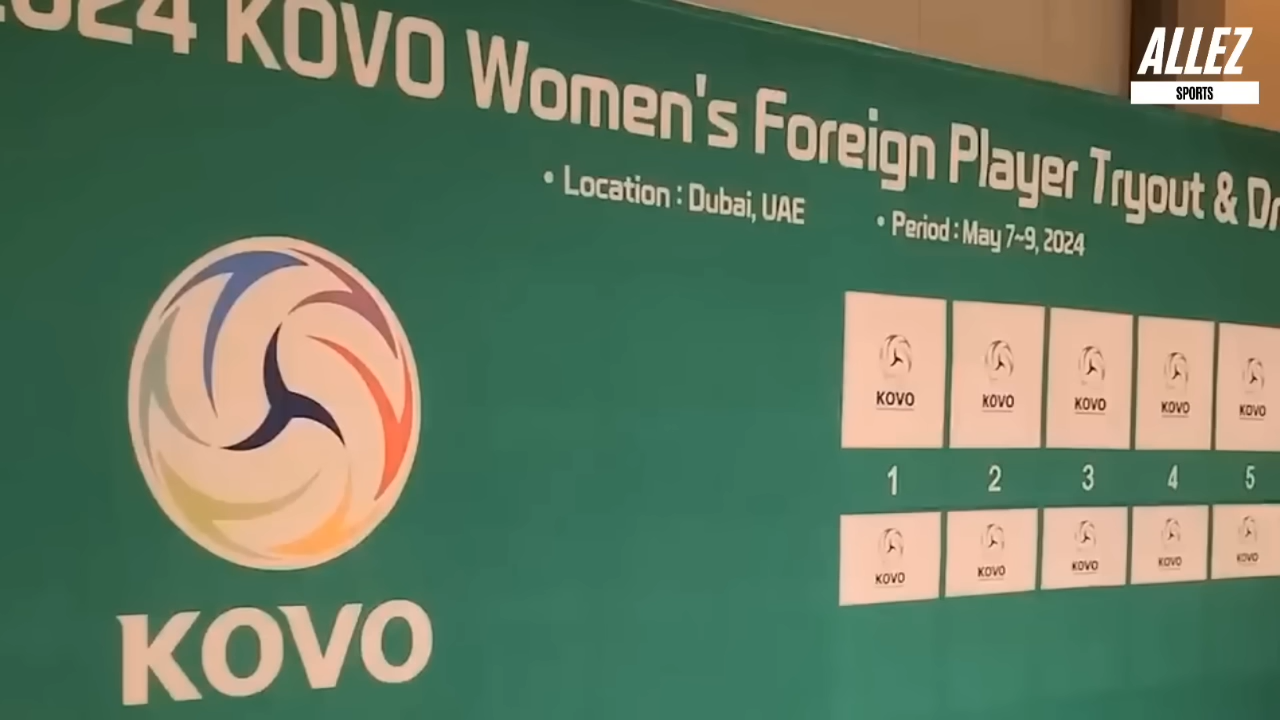 2024 KOVO Women's Foreign Player Tryout &
• Location : Dubai, UAE
• Period : May 7~9, 2024
ALLEZ
SPORTS
KOVO
KOVO KOVO KOVO KOVO KOVO
1 2 3 4 5
KOVO KOVO KOVO KOVO KOVO